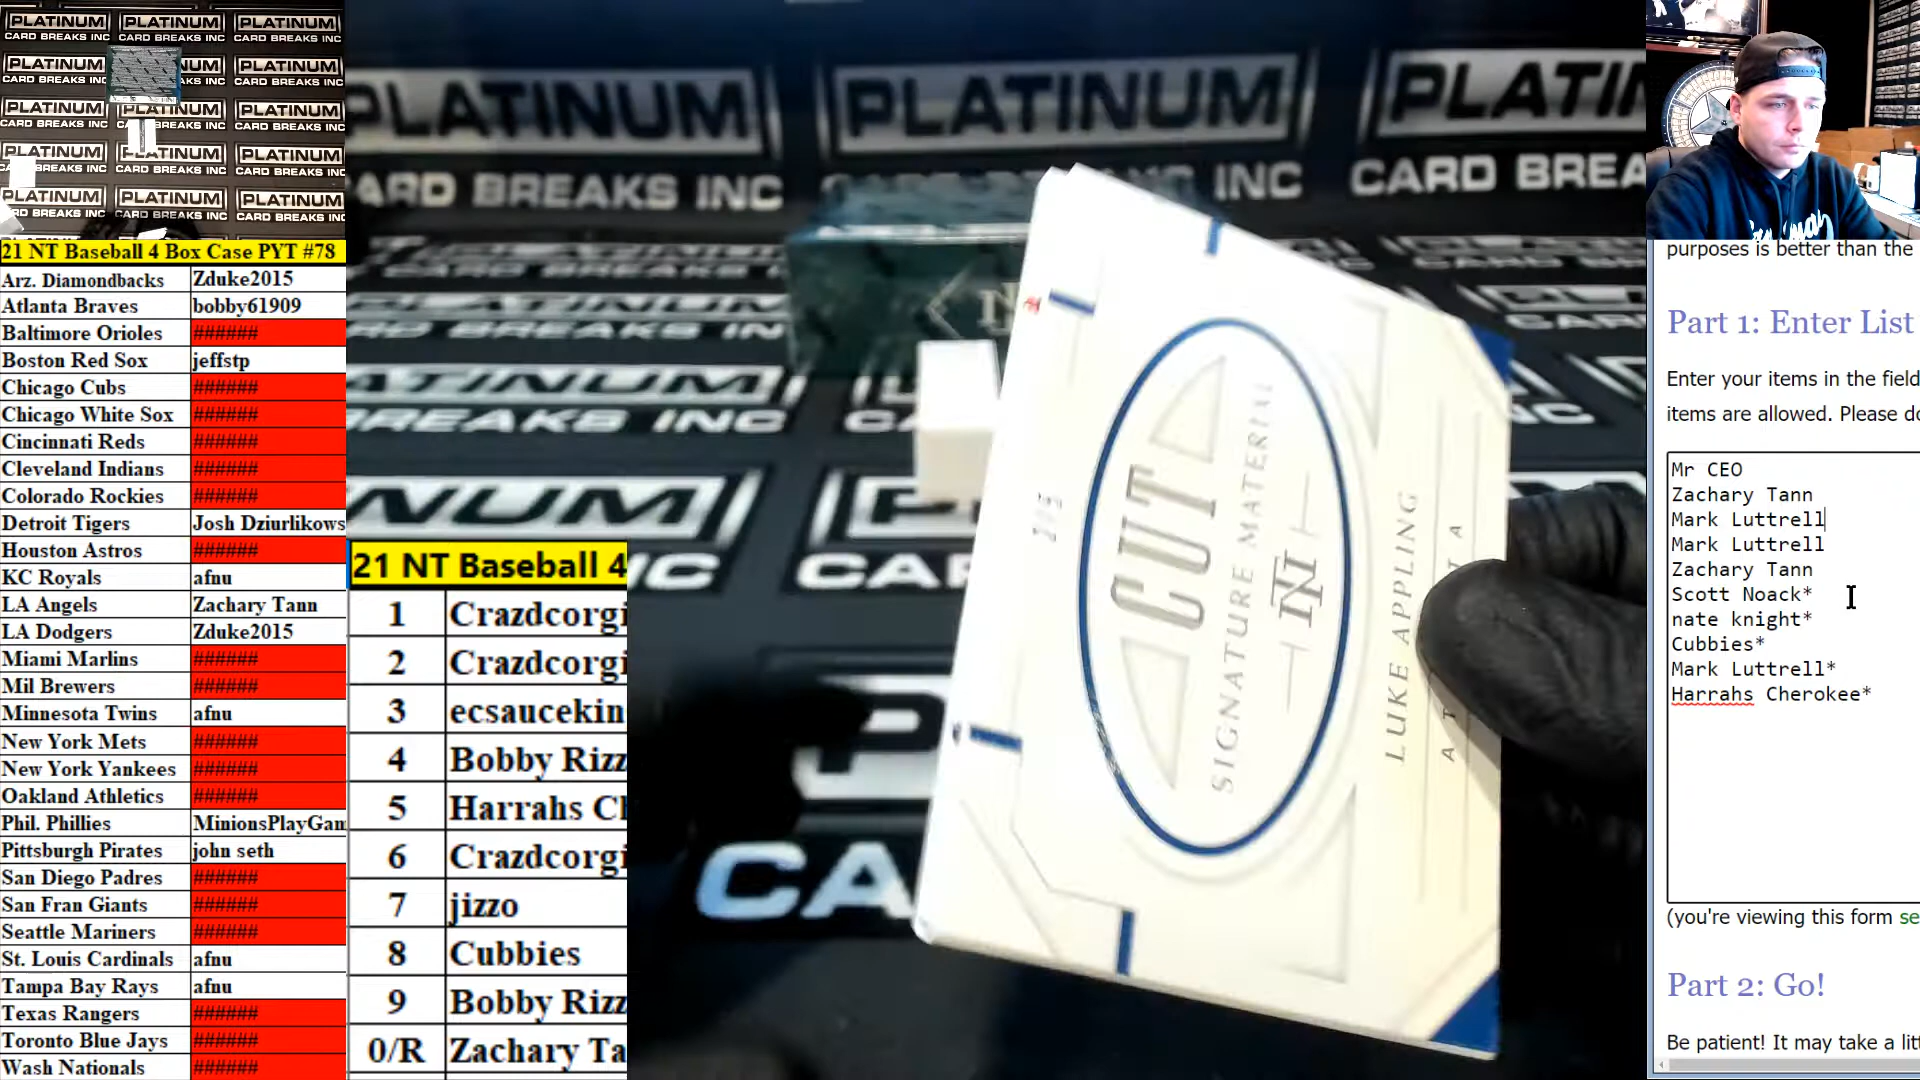 PLATINUM
CARD BREAKS INC
21 NT Baseball 4 Box Case PYT #78
Arz. Diamondbacks Zduke2015
Atlanta Braves bobby61909
Baltimore Orioles ######
Boston Red Sox jeffstp
Chicago Cubs ######
Chicago White Sox ######
Cincinnati Reds ######
Cleveland Indians ######
Colorado Rockies ######
Detroit Tigers Josh Dziurlikows
Houston Astros ######
KC Royals afnu
LA Angels Zachary Tann
LA Dodgers Zduke2015
Miami Marlins ######
Mil Brewers ######
Minnesota Twins afnu
New York Mets ######
New York Yankees ######
Oakland Athletics ######
Phil. Phillies MinionsPlayGam
Pittsburgh Pirates john seth
San Diego Padres ######
San Fran Giants ######
Seattle Mariners ######
St. Louis Cardinals afnu
Tampa Bay Rays afnu
Texas Rangers ######
Toronto Blue Jays ######
Wash Nationals ######
21 NT Baseball 4
1 Crazdcorgi
2 Crazdcorgi
3 ecsaucekin
4 Bobby Rizz
5 Harrahs Ch
6 Crazdcorgi
7 jizzo
8 Cubbies
9 Bobby Rizz
0/R Zachary Ta
PLATINUM
CARD BREAKS INC
CUT
SIGNATURE MATERIAL
NT
LUKE APPLING
purposes is better than the
Part 1: Enter List
Enter your items in the field
items are allowed. Please do
Mr CEO
Zachary Tann
Mark Luttrell
Mark Luttrell
Zachary Tann
Scott Noack*
nate knight*
Cubbies*
Mark Luttrell*
Harrahs Cherokee*
(you're viewing this form se
Part 2: Go!
Be patient! It may take a litt